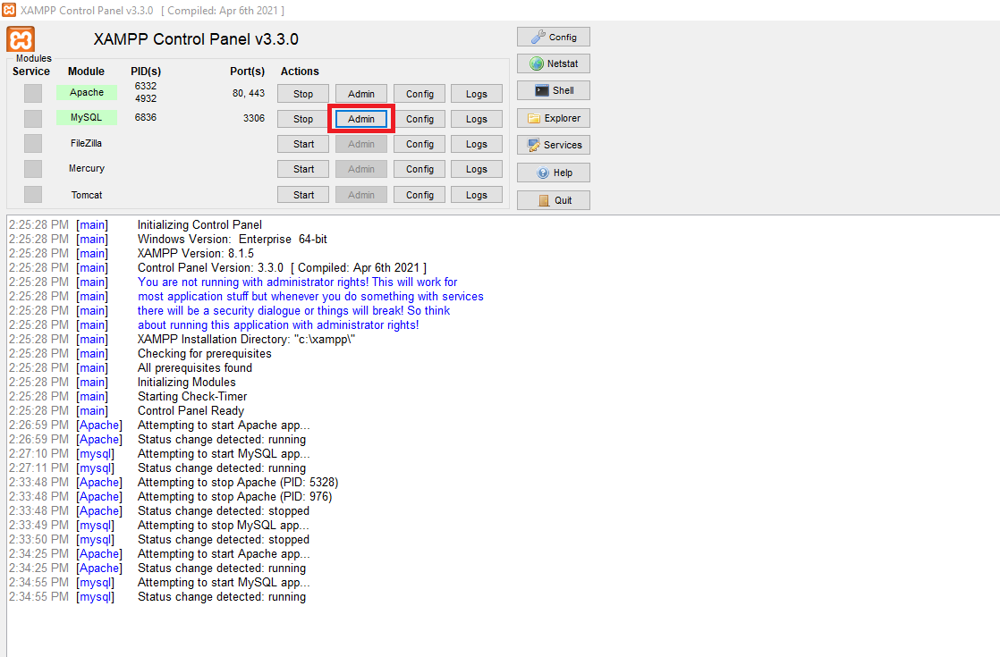 XAMPP Control Panel v3.3.0   [ Compiled: Apr 6th 2021 ]
XAMPP Control Panel v3.3.0
Config
Modules
Service Module PID(s) Port(s) Actions
Netstat
Apache 6332 4932 80, 443 Stop Admin Config Logs
Shell
MySQL 6836 3306 Stop Admin Config Logs
Explorer
FileZilla Start Admin Config Logs
Services
Mercury Start Admin Config Logs
Help
Tomcat Start Admin Config Logs
Quit
2:25:28 PM [main] Initializing Control Panel
2:25:28 PM [main] Windows Version:  Enterprise  64-bit
2:25:28 PM [main] XAMPP Version: 8.1.5
2:25:28 PM [main] Control Panel Version: 3.3.0  [ Compiled: Apr 6th 2021 ]
2:25:28 PM [main] You are not running with administrator rights! This will work for
2:25:28 PM [main] most application stuff but whenever you do something with services
2:25:28 PM [main] there will be a security dialogue or things will break! So think
2:25:28 PM [main] about running this application with administrator rights!
2:25:28 PM [main] XAMPP Installation Directory: "c:\xampp\"
2:25:28 PM [main] Checking for prerequisites
2:25:28 PM [main] All prerequisites found
2:25:28 PM [main] Initializing Modules
2:25:28 PM [main] Starting Check-Timer
2:25:28 PM [main] Control Panel Ready
2:26:59 PM [Apache] Attempting to start Apache app...
2:26:59 PM [Apache] Status change detected: running
2:27:10 PM [mysql] Attempting to start MySQL app...
2:27:11 PM [mysql] Status change detected: running
2:33:48 PM [Apache] Attempting to stop Apache (PID: 5328)
2:33:48 PM [Apache] Attempting to stop Apache (PID: 976)
2:33:48 PM [Apache] Status change detected: stopped
2:33:49 PM [mysql] Attempting to stop MySQL app...
2:33:50 PM [mysql] Status change detected: stopped
2:34:25 PM [Apache] Attempting to start Apache app...
2:34:25 PM [Apache] Status change detected: running
2:34:55 PM [mysql] Attempting to start MySQL app...
2:34:55 PM [mysql] Status change detected: running